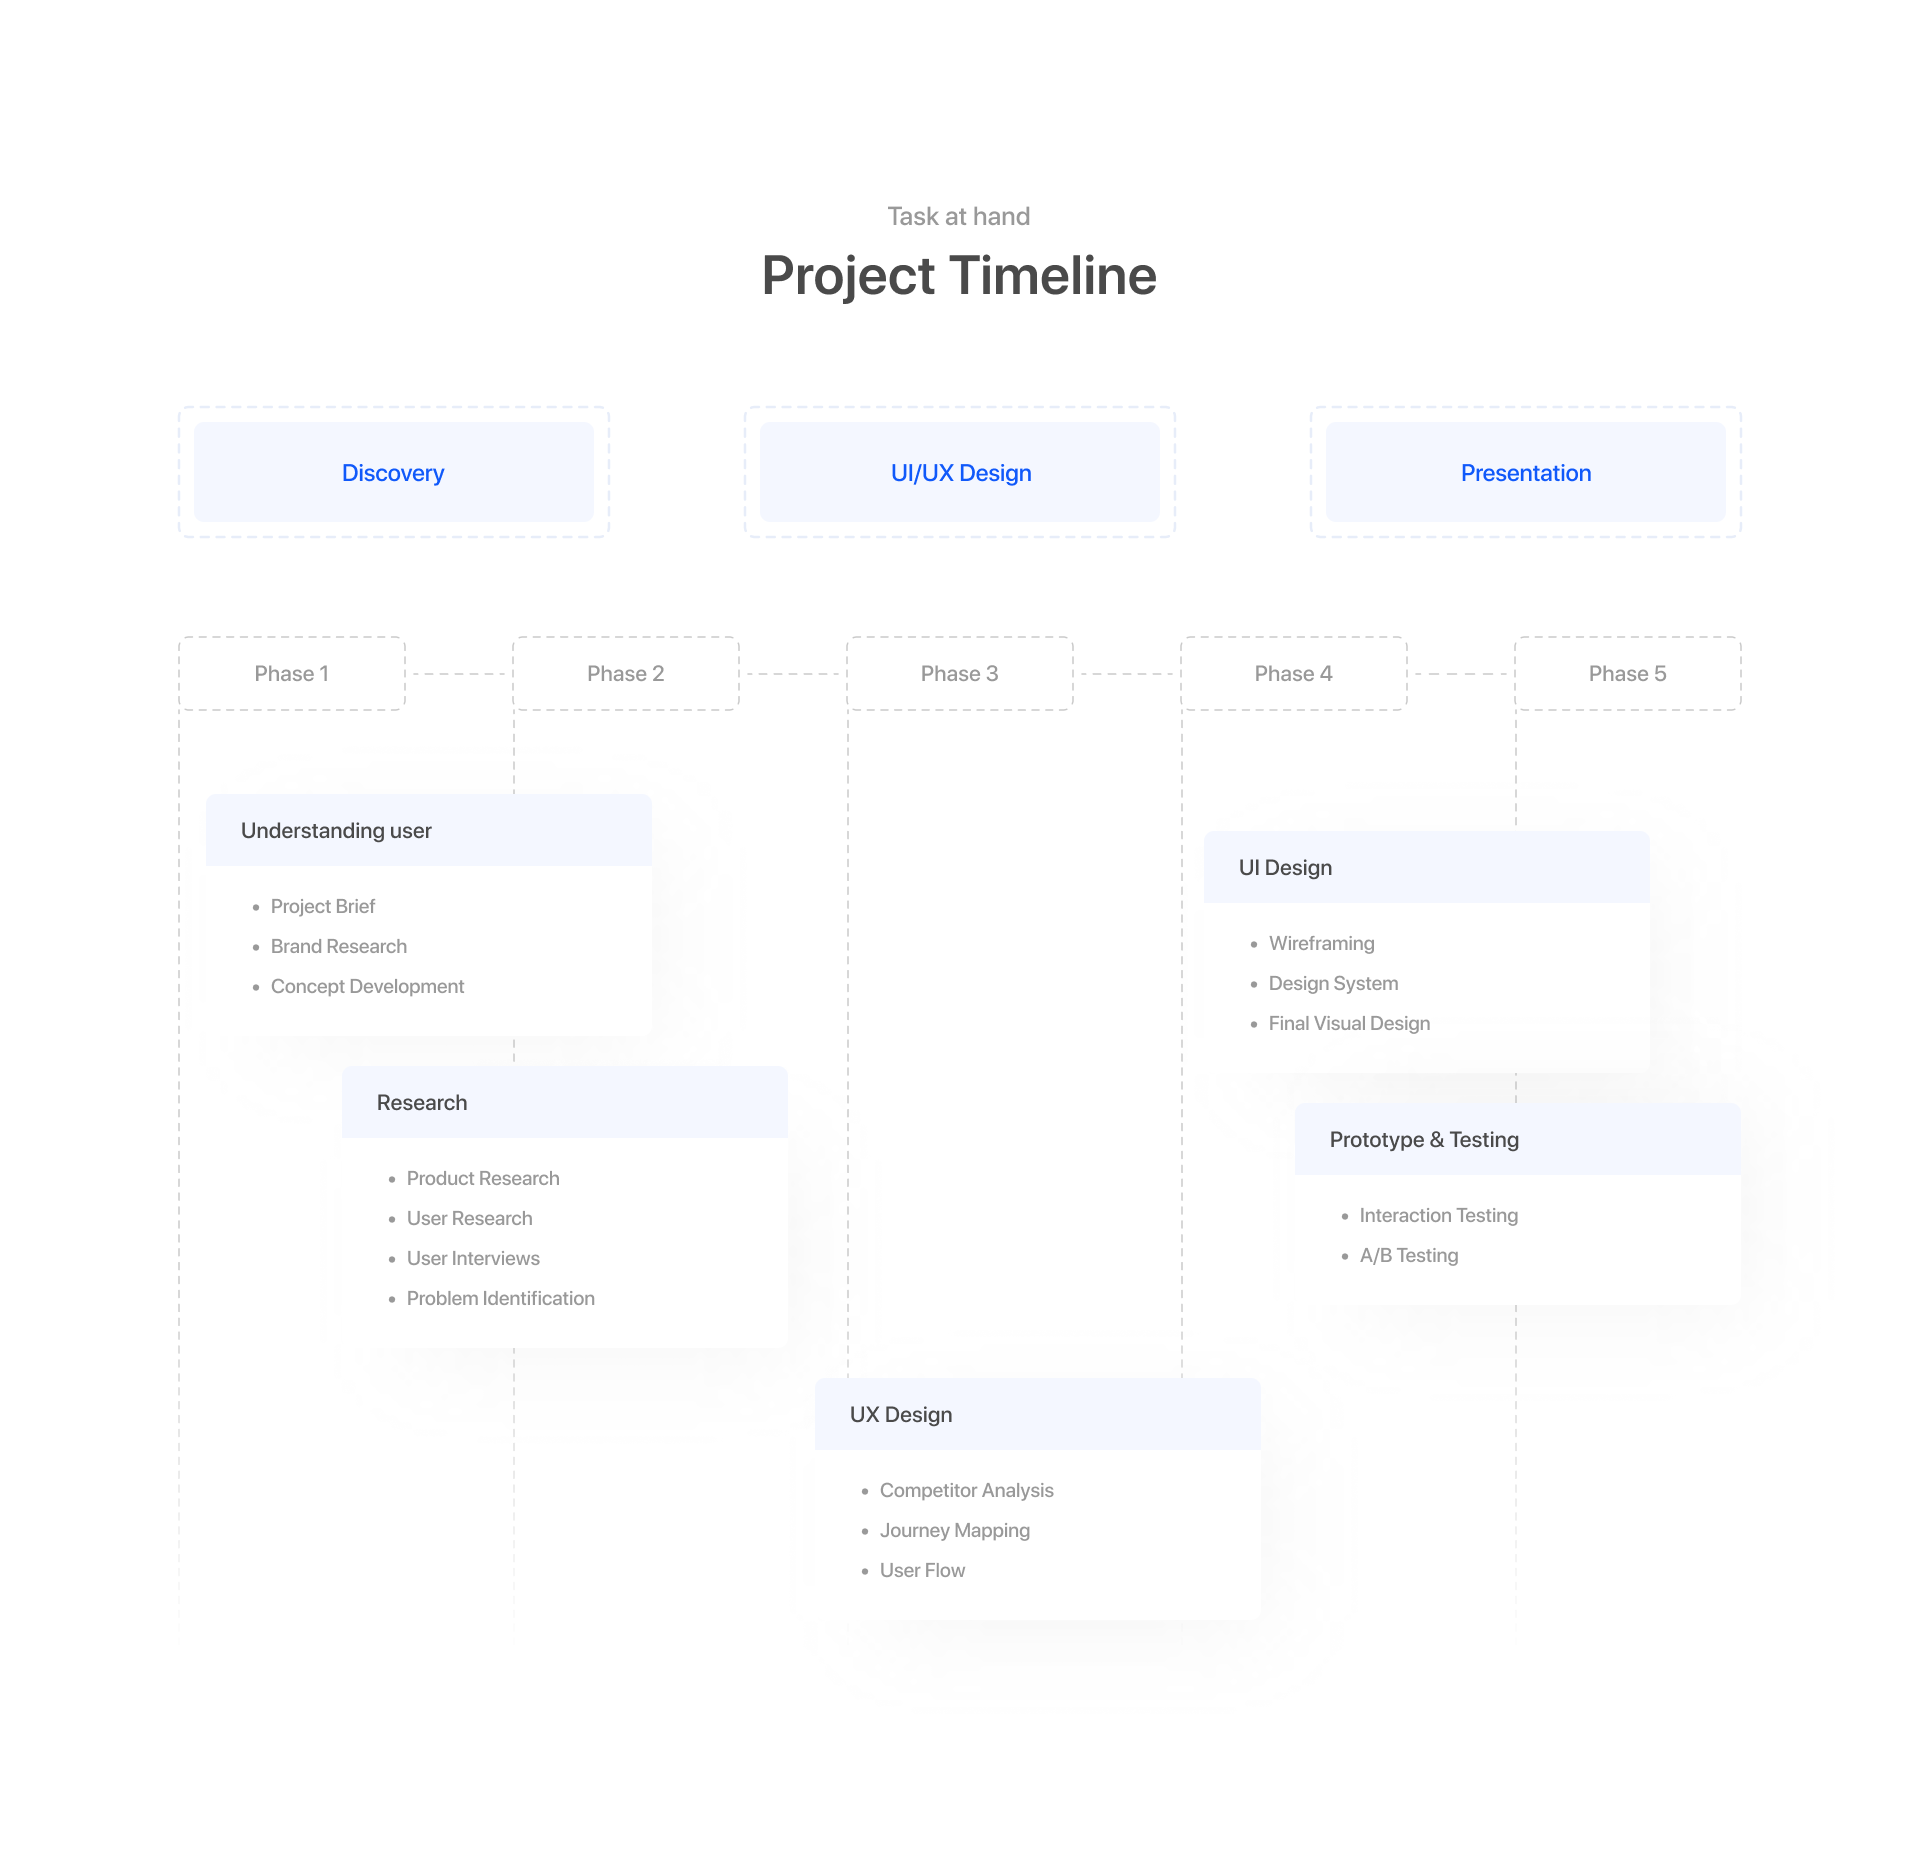 Task at hand
Project Timeline
Discovery
UI/UX Design
Presentation
Phase 1
Phase 2
Phase 3
Phase 4
Phase 5
Understanding user
• Project Brief
• Brand Research
• Concept Development
Research
• Product Research
• User Research
• User Interviews
• Problem Identification
UX Design
• Competitor Analysis
• Journey Mapping
• User Flow
UI Design
• Wireframing
• Design System
• Final Visual Design
Prototype & Testing
• Interaction Testing
• A/B Testing